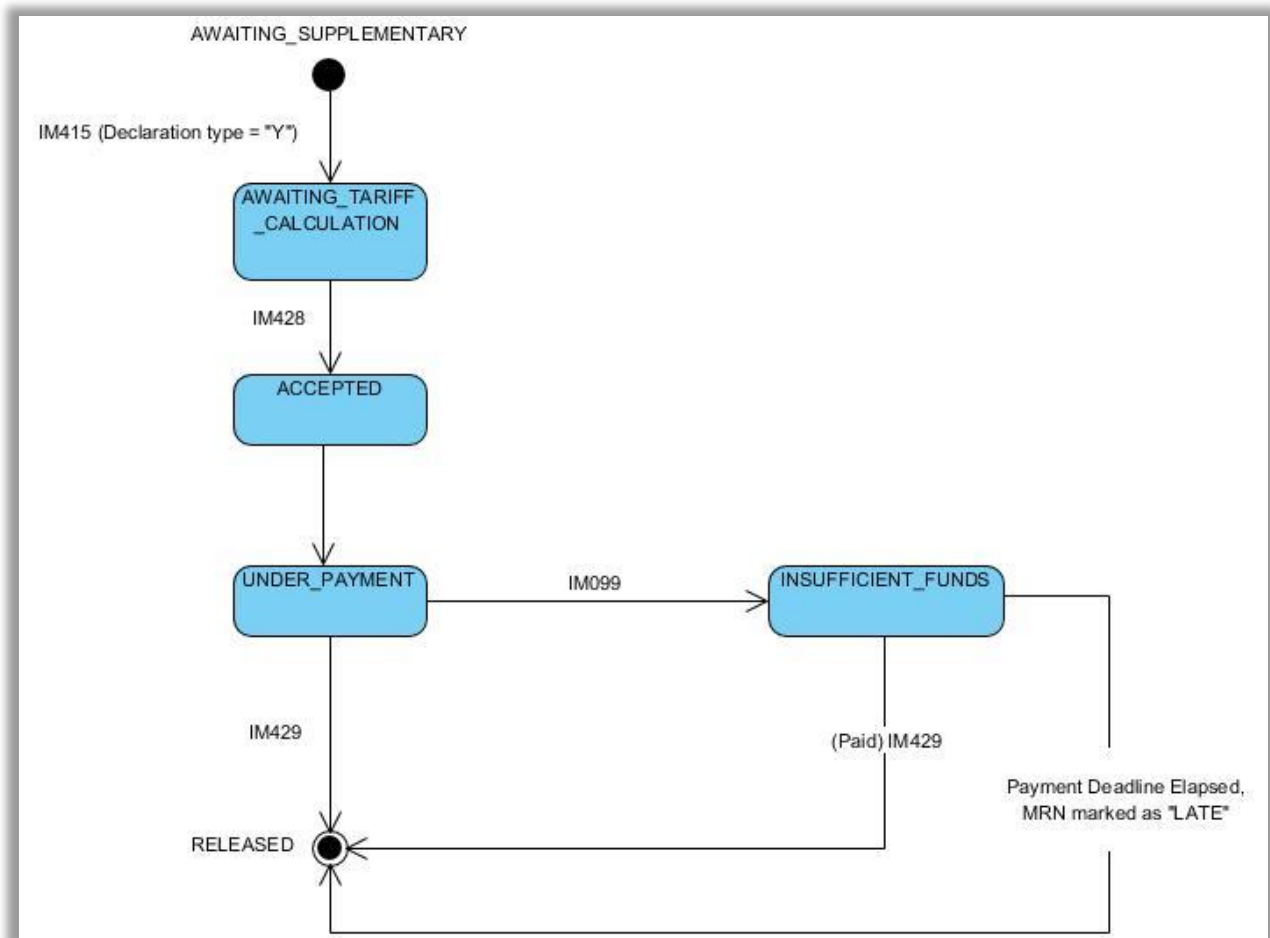 AWAITING_SUPPLEMENTARY
IM415 (Declaration type = "Y")
AWAITING_TARIFF
_CALCULATION
IM428
ACCEPTED
UNDER_PAYMENT
IM099
INSUFFICIENT_FUNDS
IM429
(Paid) IM429
Payment Deadline Elapsed,
MRN marked as "LATE"
RELEASED